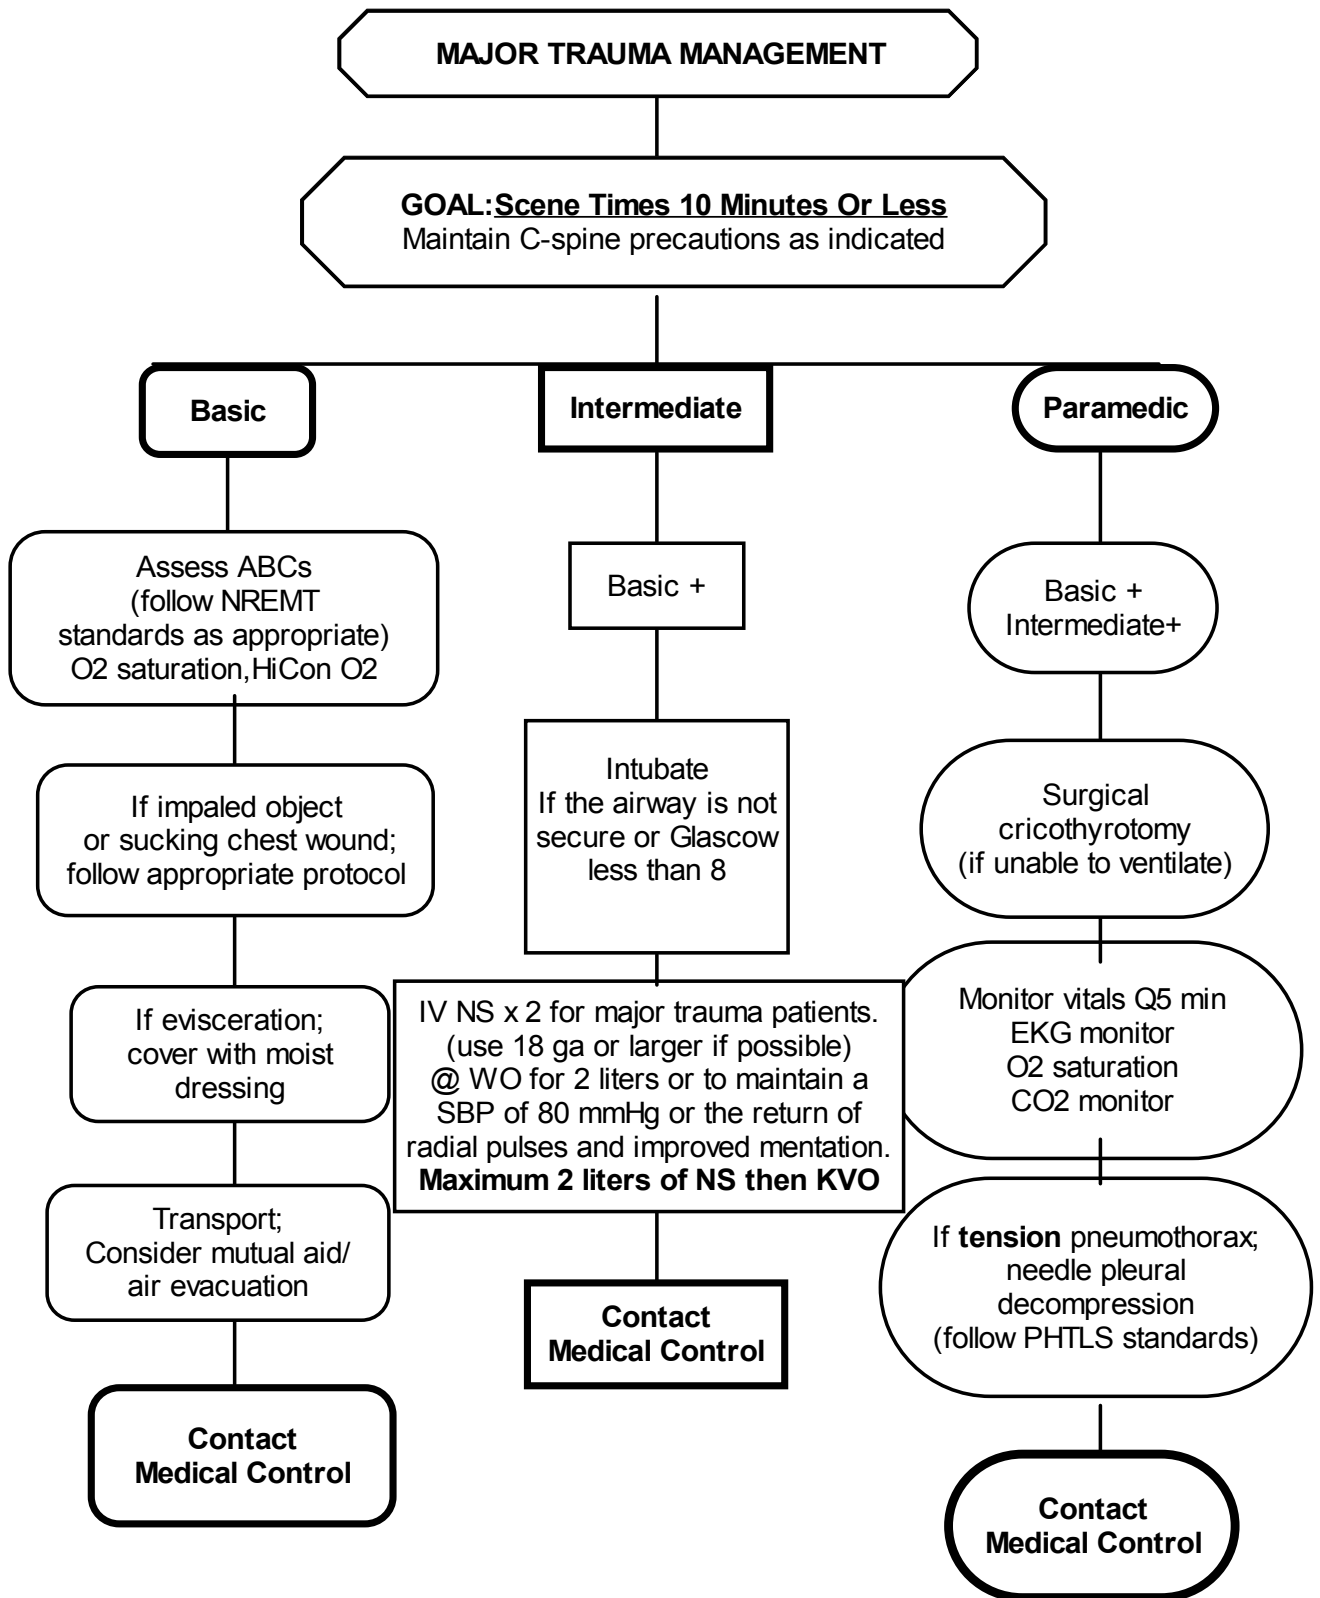 MAJOR TRAUMA MANAGEMENT
GOAL:Scene Times 10 Minutes Or Less
Maintain C-spine precautions as indicated
Basic
Assess ABCs
(follow NREMT
standards as appropriate)
O2 saturation,HiCon O2
If impaled object
or sucking chest wound;
follow appropriate protocol
If evisceration;
cover with moist
dressing
Transport;
Consider mutual aid/
air evacuation
Contact
Medical Control
Intermediate
Basic +
Intubate
If the airway is not
secure or Glascow
less than 8
IV NS x 2 for major trauma patients.
(use 18 ga or larger if possible)
@ WO for 2 liters or to maintain a
SBP of 80 mmHg or the return of
radial pulses and improved mentation.
Maximum 2 liters of NS then KVO
Contact
Medical Control
Paramedic
Basic +
Intermediate+
Surgical
cricothyrotomy
(if unable to ventilate)
Monitor vitals Q5 min
EKG monitor
O2 saturation
CO2 monitor
If tension pneumothorax;
needle pleural
decompression
(follow PHTLS standards)
Contact
Medical Control